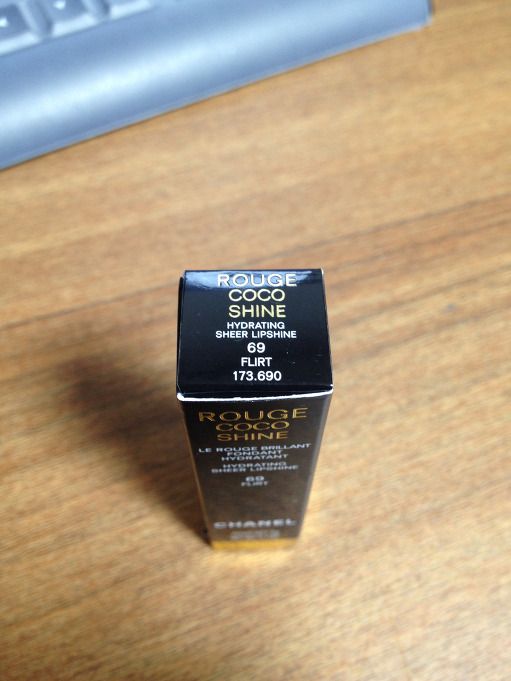 ROUGE
COCO
SHINE
HYDRATING
SHEER LIPSHINE
69
FLIRT
173.690
ROUGE
COCO
SHINE
LE ROUGE BRILLANT
FONDANT
HYDRATANT
HYDRATING
SHEER LIPSHINE
69
FLIRT
CHANEL